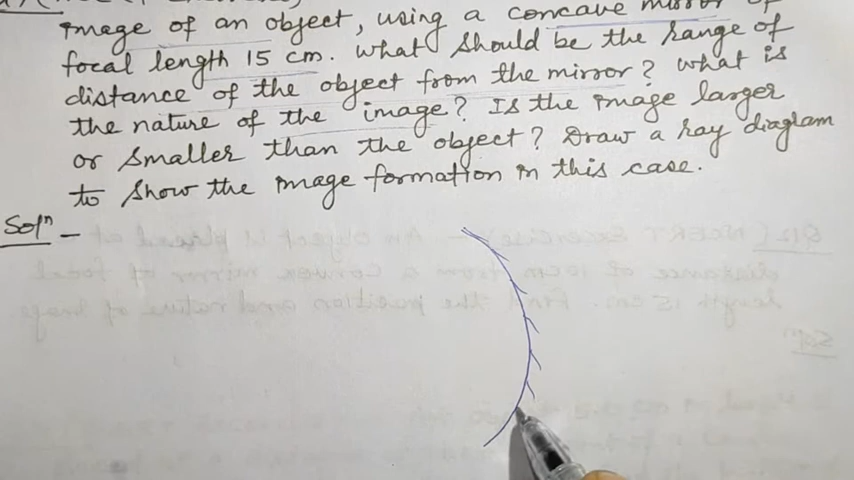 image of an object, using a concave mirror of
focal length 15 cm. What should be the range of
distance of the object from the mirror? What is
the nature of the image? Is the image larger
or smaller than the object? Draw a ray diagram
to show the image formation in this case.
Solⁿ -